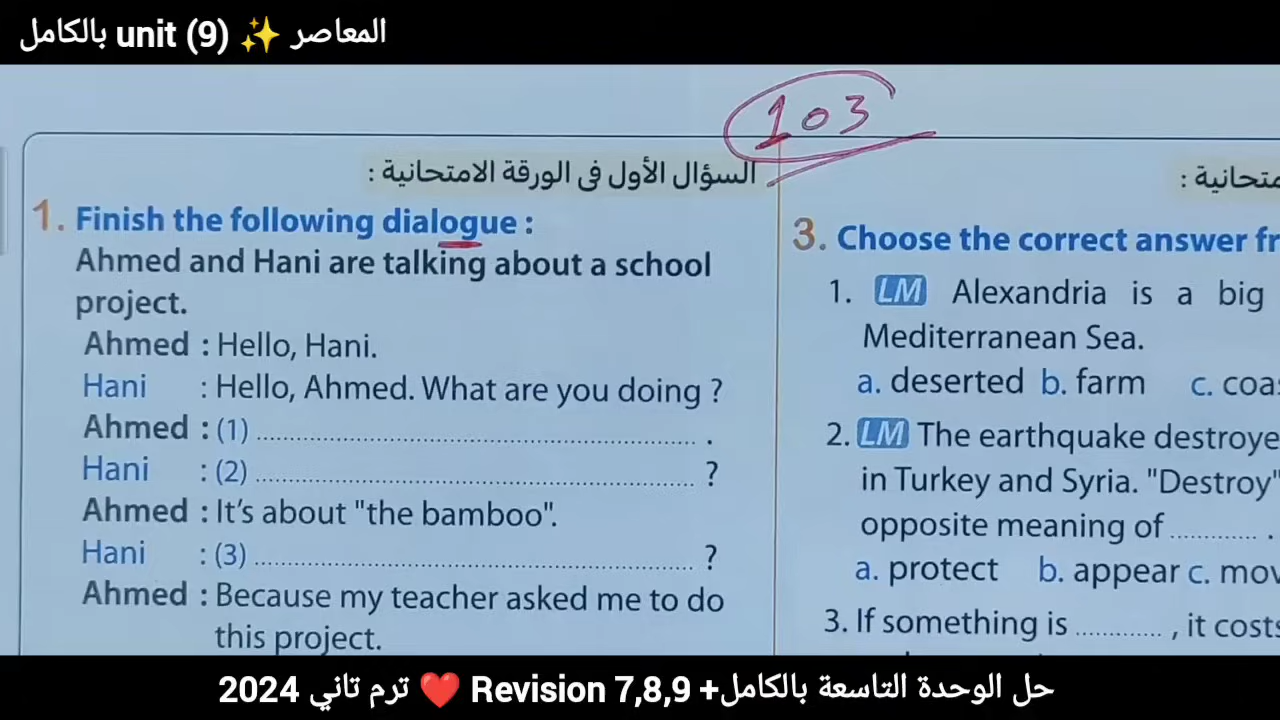 المعاصر ✨ unit (9) بالكامل
103
السؤال الأول فى الورقة الامتحانية :
1. Finish the following dialogue :
Ahmed and Hani are talking about a school
project.
Ahmed : Hello, Hani.
Hani : Hello, Ahmed. What are you doing ?
Ahmed : (1) ........................ .
Hani : (2) ........................ ?
Ahmed : It's about "the bamboo".
Hani : (3) ........................ ?
Ahmed : Because my teacher asked me to do
this project.
3. Choose the correct answer
1. LM Alexandria is a big
Mediterranean Sea.
a. deserted b. farm c.
2. LM The earthquake
in Turkey and Syria. "Destroy"
opposite meaning of ............ .
a. protect b. appear c.
3. If something is ............ , it costs
حل الوحدة التاسعة بالكامل+ Revision 7,8,9 ❤️ ترم تاني 2024